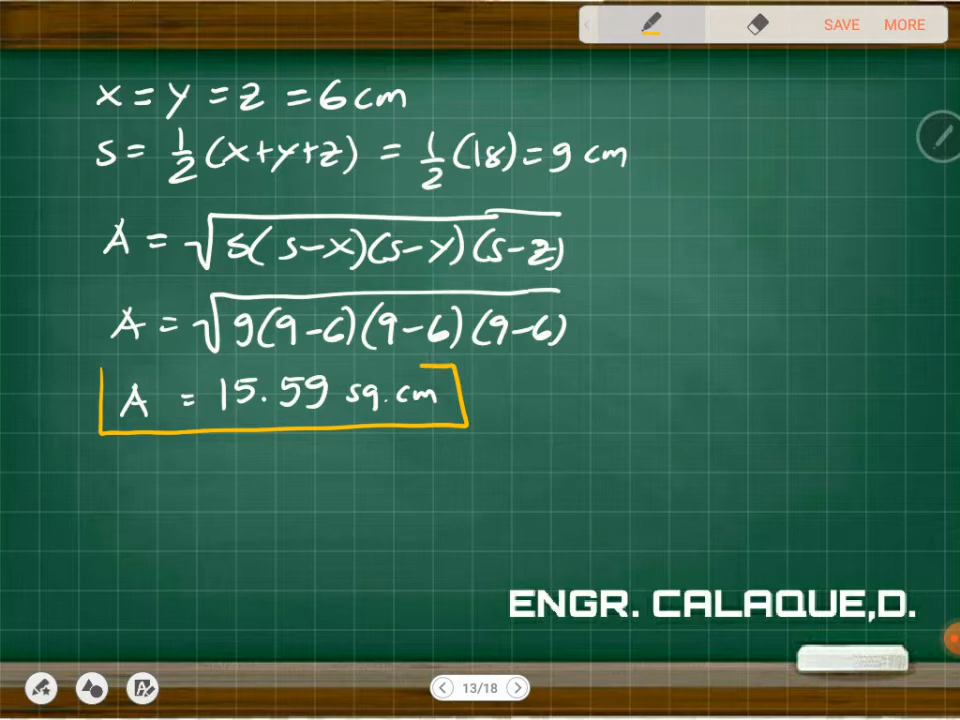 SAVE MORE
x = y = z = 6 cm
s = 1/2 (x+y+z) = 1/2 (18) = 9 cm
A = √s(s-x)(s-y)(s-z)
A = √9(9-6)(9-6)(9-6)
A = 15.59 sq. cm
ENGR. CALAQUE,D.
13/18